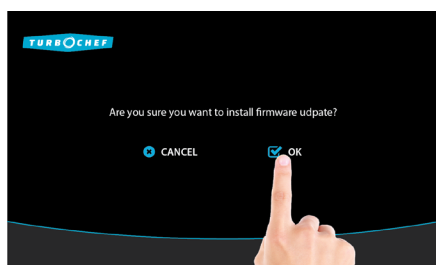 TURBOCHEF
Are you sure you want to install firmware udpate?
CANCEL
OK